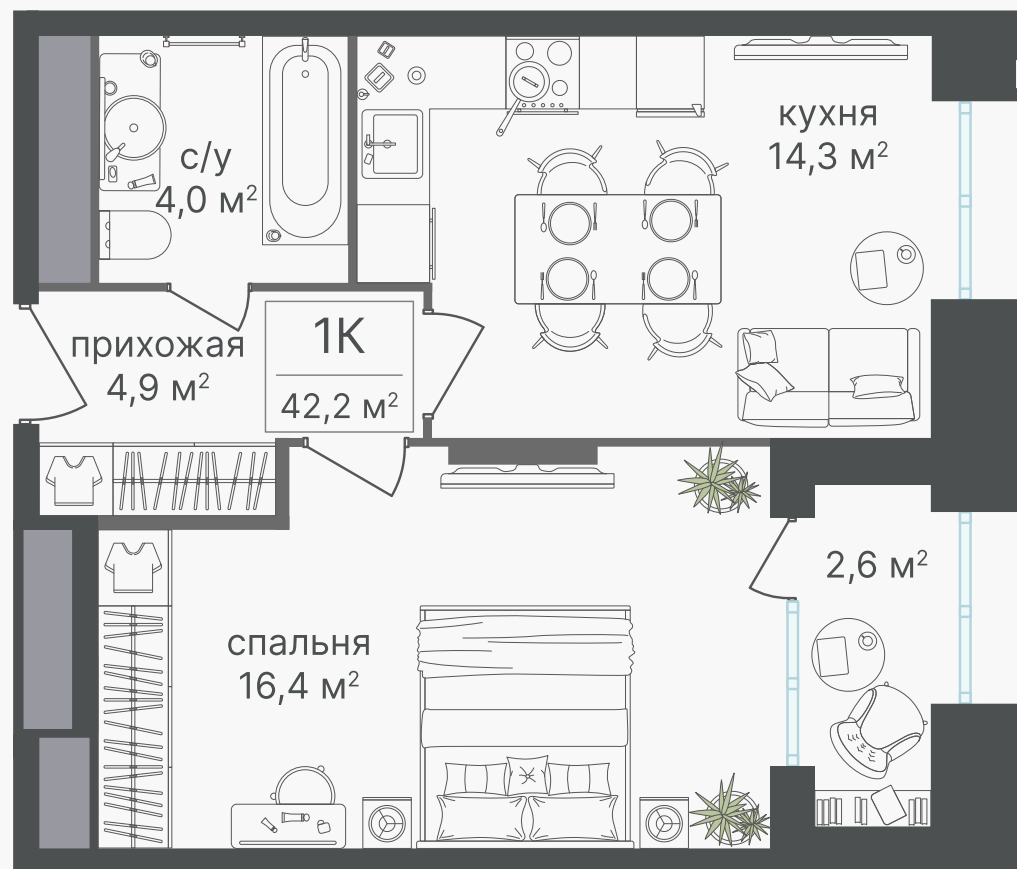 кухня
14,3 м²
с/у
4,0 м²
прихожая
4,9 м²
1К
42,2 м²
2,6 м²
спальня
16,4 м²